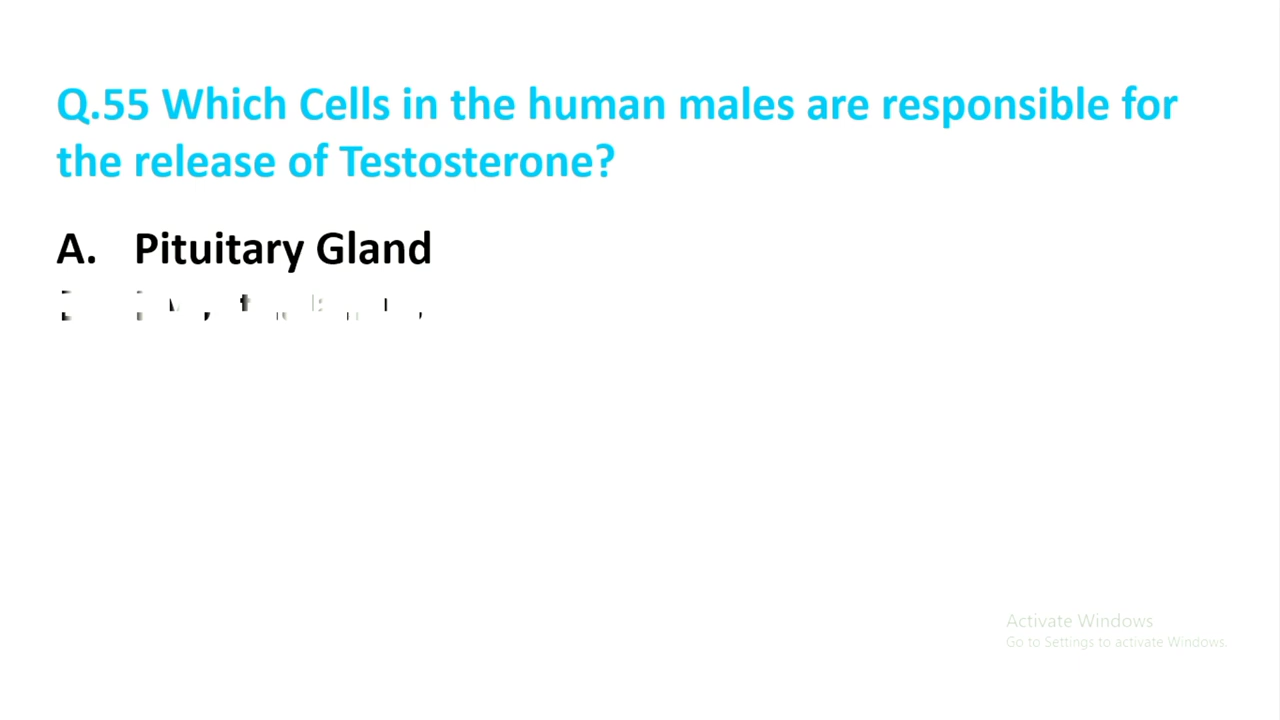 Q.55 Which Cells in the human males are responsible for
the release of Testosterone?
A. Pituitary Gland
Activate Windows
Go to Settings to activate Windows.